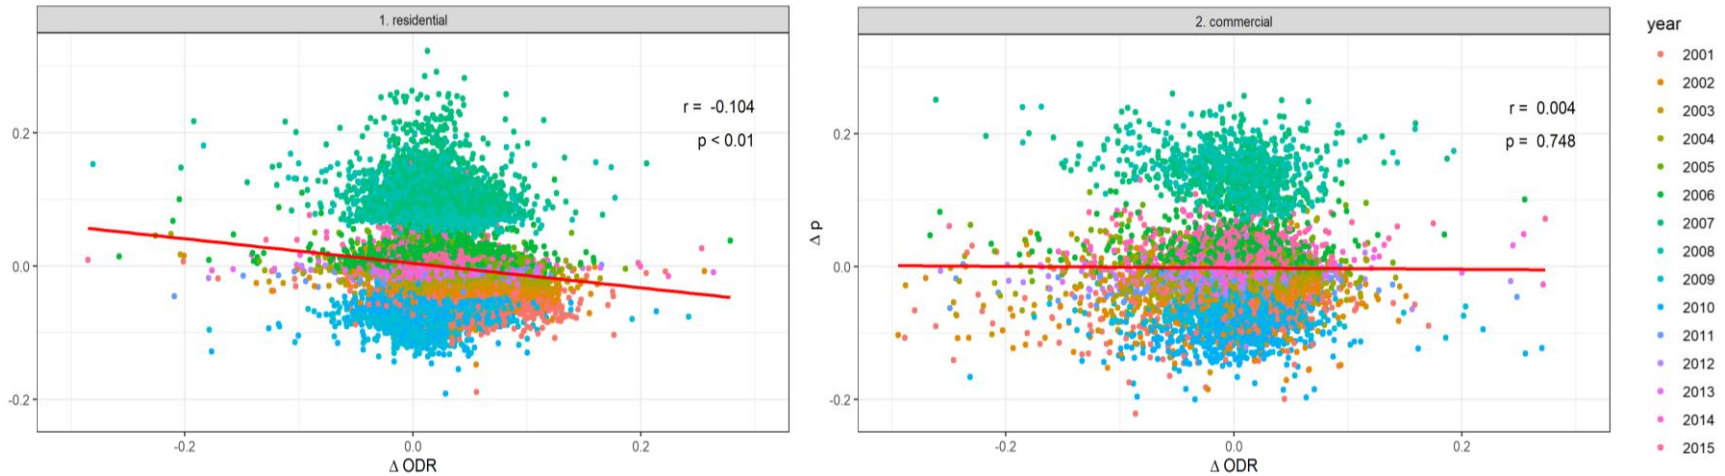 1. residential
2. commercial
r = -0.104
p < 0.01
r = 0.004
p = 0.748
0.2
0.0
-0.2
-0.2
0.0
0.2
Δ ODR
Δ p
0.2
0.0
-0.2
-0.2
0.0
0.2
Δ ODR
year
2001
2002
2003
2004
2005
2006
2007
2008
2009
2010
2011
2012
2013
2014
2015